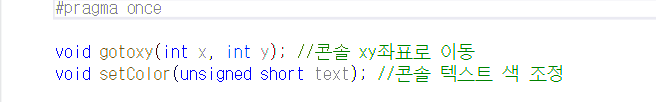 #pragma once
void gotoxy(int x, int y); //콘솔 xy좌표로 이동
void setColor(unsigned short text); //콘솔 텍스트 색 조정